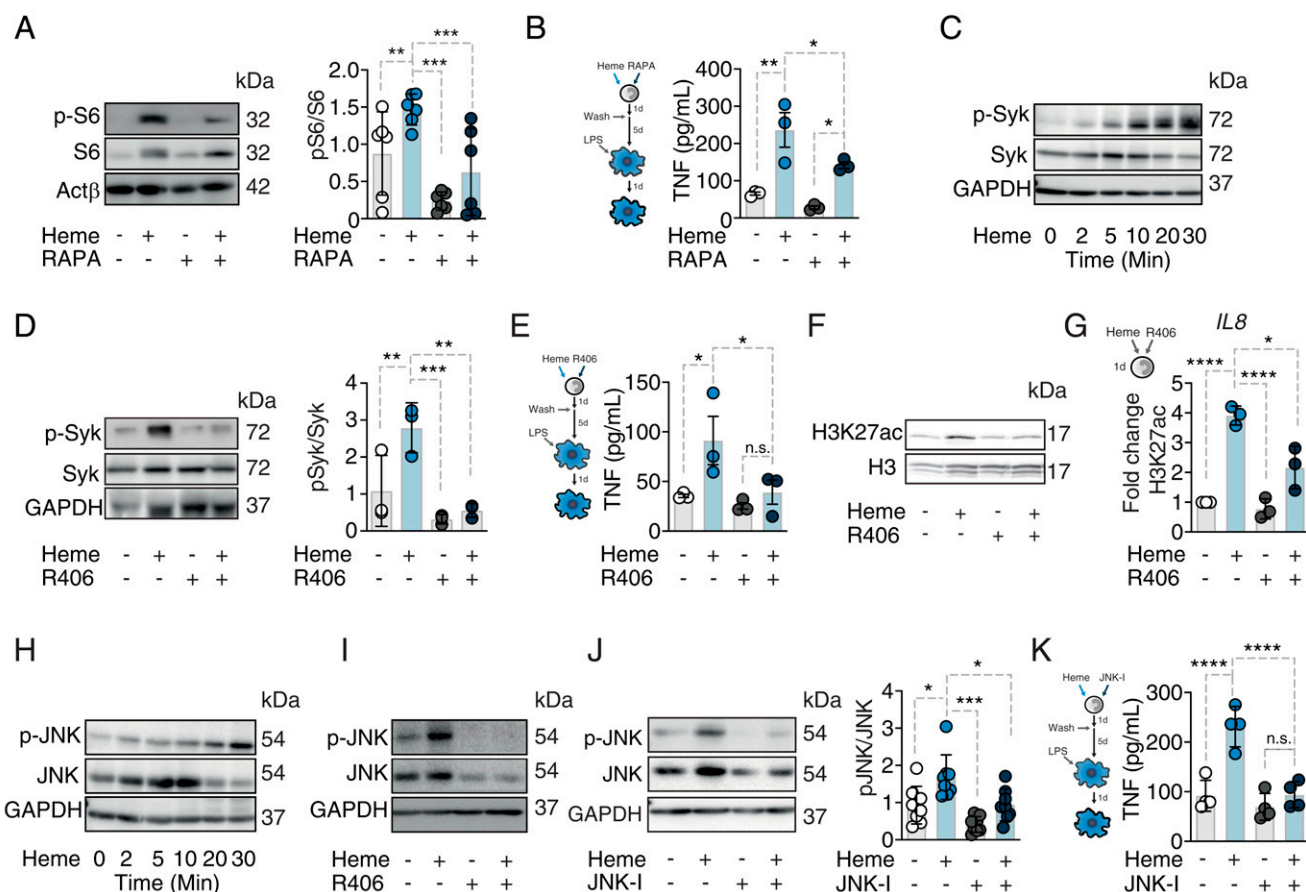 A
kDa
p-S6
32
S6
32
Actβ
42
Heme - + - +
RAPA - - + +
pS6/S6
2.0
1.5
1.0
0.5
0
** *** ***
Heme - + - +
RAPA - - + +
B
Heme RAPA
1d
Wash
5d
LPS
1d
TNF (pg/mL)
400
300
200
100
0
** * *
Heme - + - +
RAPA - - + +
C
kDa
p-Syk
72
Syk
72
GAPDH
37
Heme 0 2 5 10 20 30
Time (Min)
D
kDa
p-Syk
72
Syk
72
GAPDH
37
Heme - + - +
R406 - - + +
pSyk/Syk
6
4
3
2
1
0
** *** **
Heme - + - +
R406 - - + +
E
Heme R406
1d
Wash
5d
LPS
1d
TNF (pg/mL)
150
100
50
0
* * n.s.
Heme - + - +
R406 - - + +
F
kDa
H3K27ac
17
H3
17
Heme - + - +
R406 - - + +
G
Heme R406
1d
IL8
Fold change
H3K27ac
5
4
3
2
1
0
**** **** *
Heme - + - +
R406 - - + +
H
kDa
p-JNK
54
JNK
54
GAPDH
37
Heme 0 2 5 10 20 30
Time (Min)
I
kDa
p-JNK
54
JNK
54
GAPDH
37
Heme - + - +
R406 - - + +
J
kDa
p-JNK
54
JNK
54
GAPDH
37
Heme - + - +
JNK-I - - + +
pJNK/JNK
4
3
2
1
0
* *** *
Heme - + - +
JNK-I - - + +
K
Heme JNK-I
1d
Wash
5d
LPS
1d
TNF (pg/mL)
300
200
100
0
**** **** n.s.
Heme - + - +
JNK-I - - + +